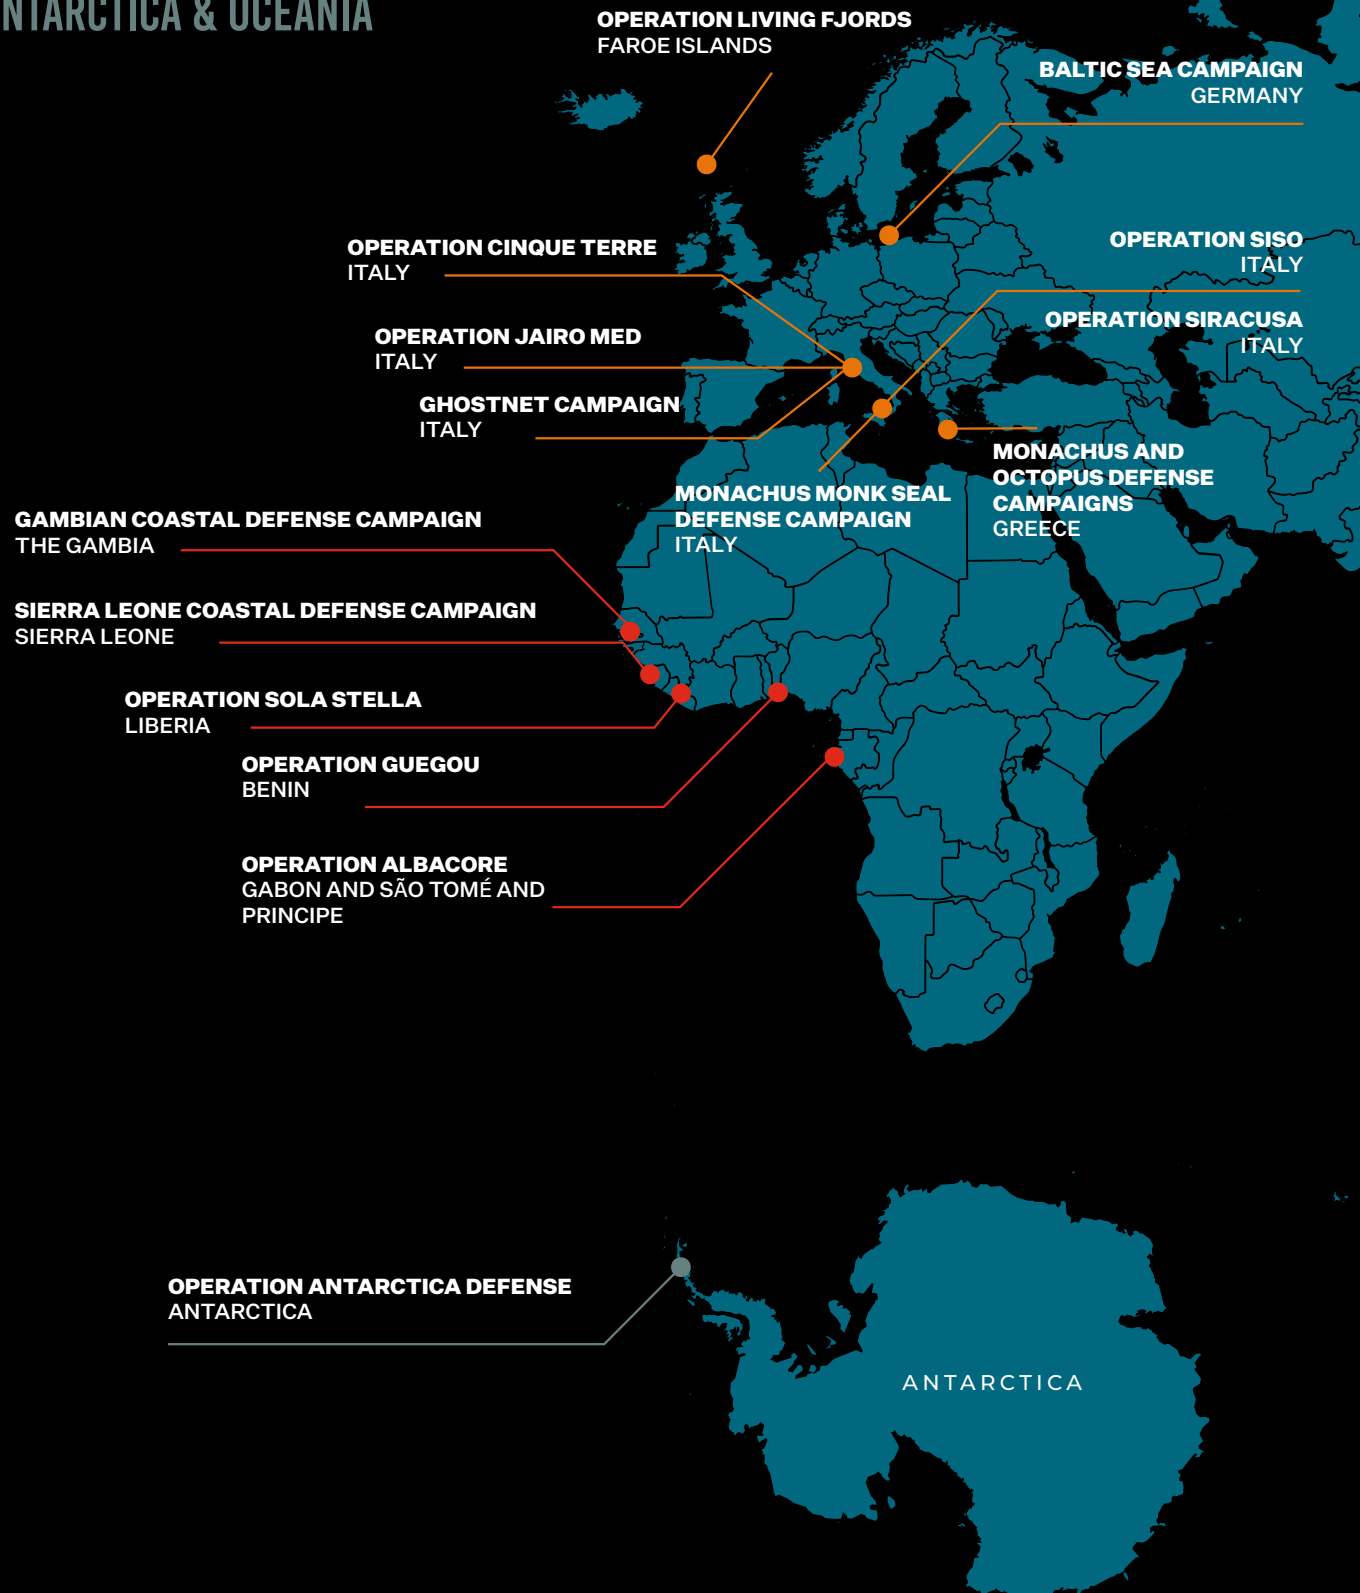 NTARCTICA & OCEANIA
OPERATION LIVING FJORDS
FAROE ISLANDS
BALTIC SEA CAMPAIGN
GERMANY
OPERATION CINQUE TERRE
ITALY
OPERATION SISO
ITALY
OPERATION JAIRO MED
ITALY
OPERATION SIRACUSA
ITALY
GHOSTNET CAMPAIGN
ITALY
MONACHUS AND
OCTOPUS DEFENSE
CAMPAIGNS
GREECE
MONACHUS MONK SEAL
DEFENSE CAMPAIGN
ITALY
GAMBIAN COASTAL DEFENSE CAMPAIGN
THE GAMBIA
SIERRA LEONE COASTAL DEFENSE CAMPAIGN
SIERRA LEONE
OPERATION SOLA STELLA
LIBERIA
OPERATION GUEGOU
BENIN
OPERATION ALBACORE
GABON AND SÃO TOMÉ AND
PRINCIPE
OPERATION ANTARCTICA DEFENSE
ANTARCTICA
ANTARCTICA